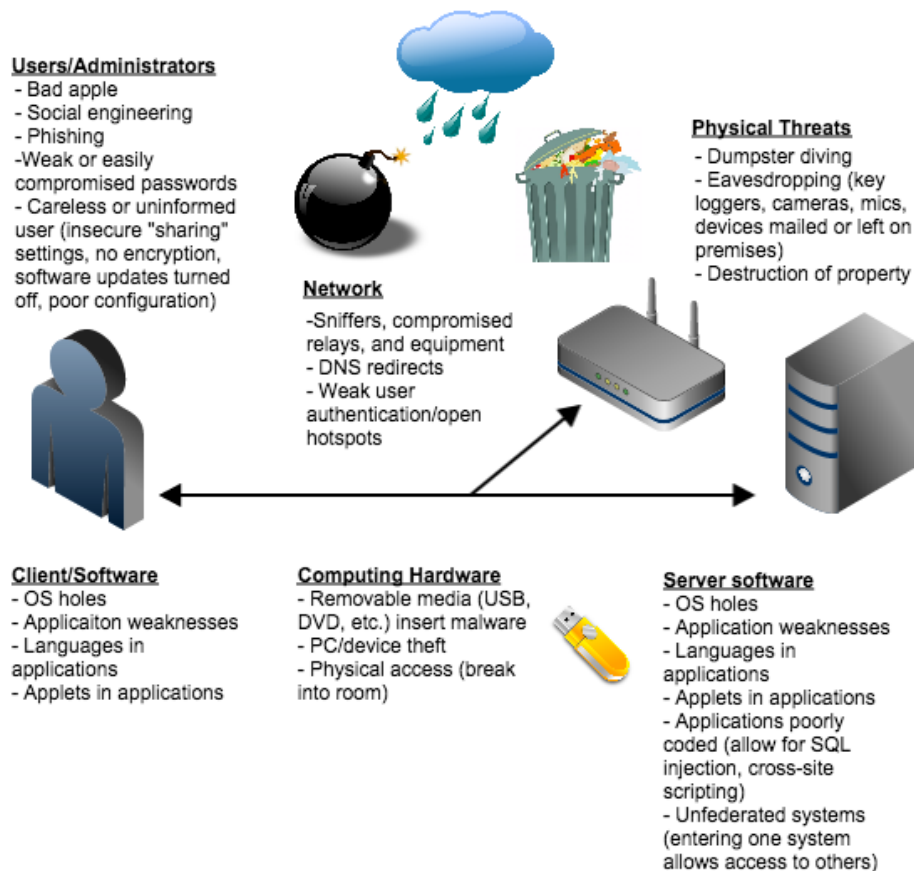 Users/Administrators
- Bad apple
- Social engineering
- Phishing
-Weak or easily
compromised passwords
- Careless or uninformed
user (insecure "sharing"
settings, no encryption,
software updates turned
off, poor configuration)
Physical Threats
- Dumpster diving
- Eavesdropping (key
loggers, cameras, mics,
devices mailed or left on
premises)
- Destruction of property
Network
-Sniffers, compromised
relays, and equipment
- DNS redirects
- Weak user
authentication/open
hotspots
Client/Software
- OS holes
- Applicaiton weaknesses
- Languages in
applications
- Applets in applications
Computing Hardware
- Removable media (USB,
DVD, etc.) insert malware
- PC/device theft
- Physical access (break
into room)
Server software
- OS holes
- Application weaknesses
- Languages in
applications
- Applets in applications
- Applications poorly
coded (allow for SQL
injection, cross-site
scripting)
- Unfederated systems
(entering one system
allows access to others)